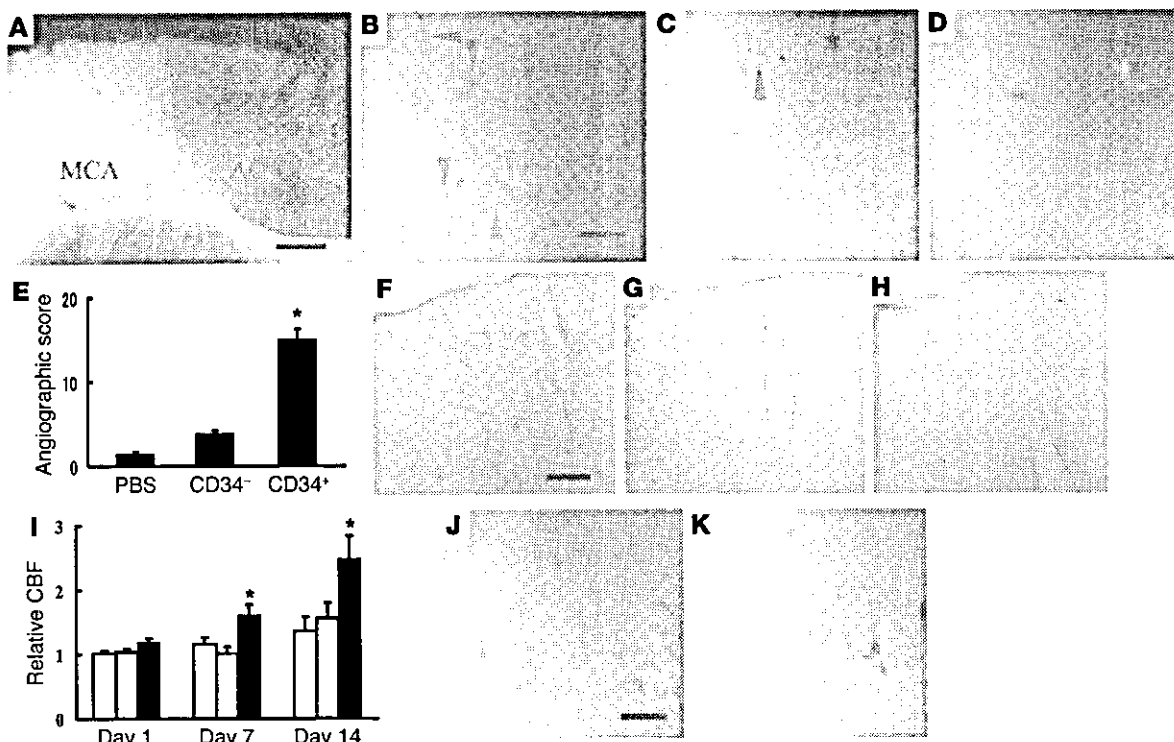 A
B
C
D
MCA
E
Angiographic score
20
10
0
*
PBS
CD34⁻
CD34⁺
F
G
H
I
Relative CBF
3
2
1
0
*
*
Day 1
Day 7
Day 14
J
K